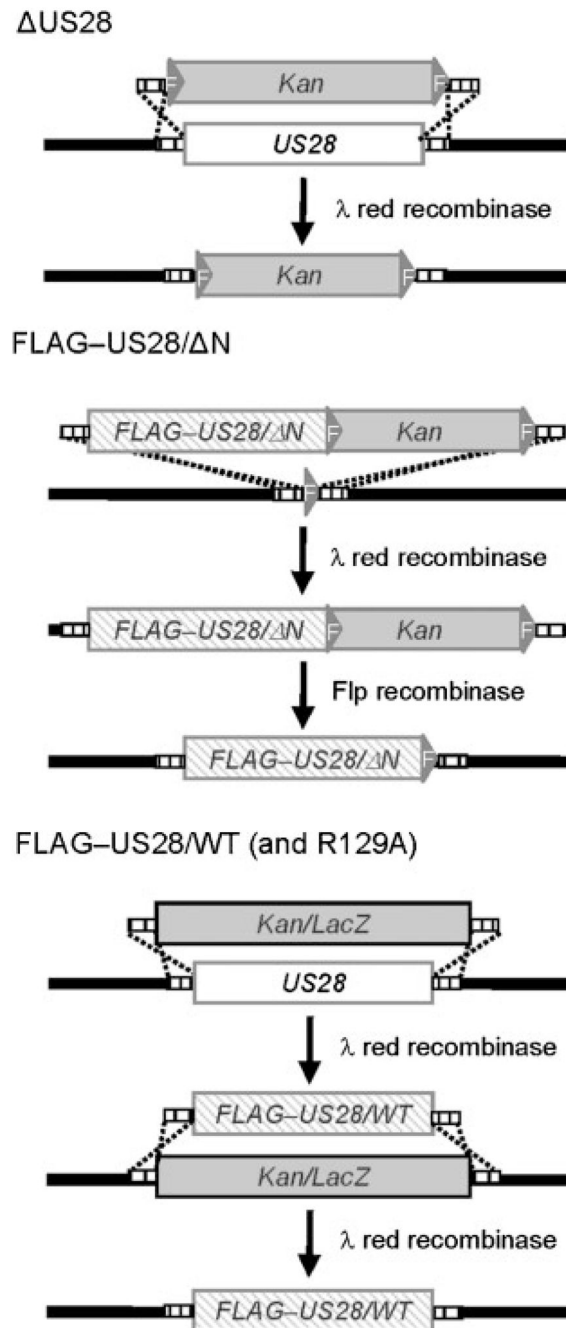 ΔUS28
F Kan F
US28
λ red recombinase
F Kan F
FLAG–US28/ΔN
FLAG–US28/ΔN F Kan F
F
λ red recombinase
FLAG–US28/ΔN F Kan F
Flp recombinase
FLAG–US28/ΔN F
FLAG–US28/WT (and R129A)
Kan/LacZ
US28
λ red recombinase
FLAG–US28/WT
Kan/LacZ
λ red recombinase
FLAG–US28/WT